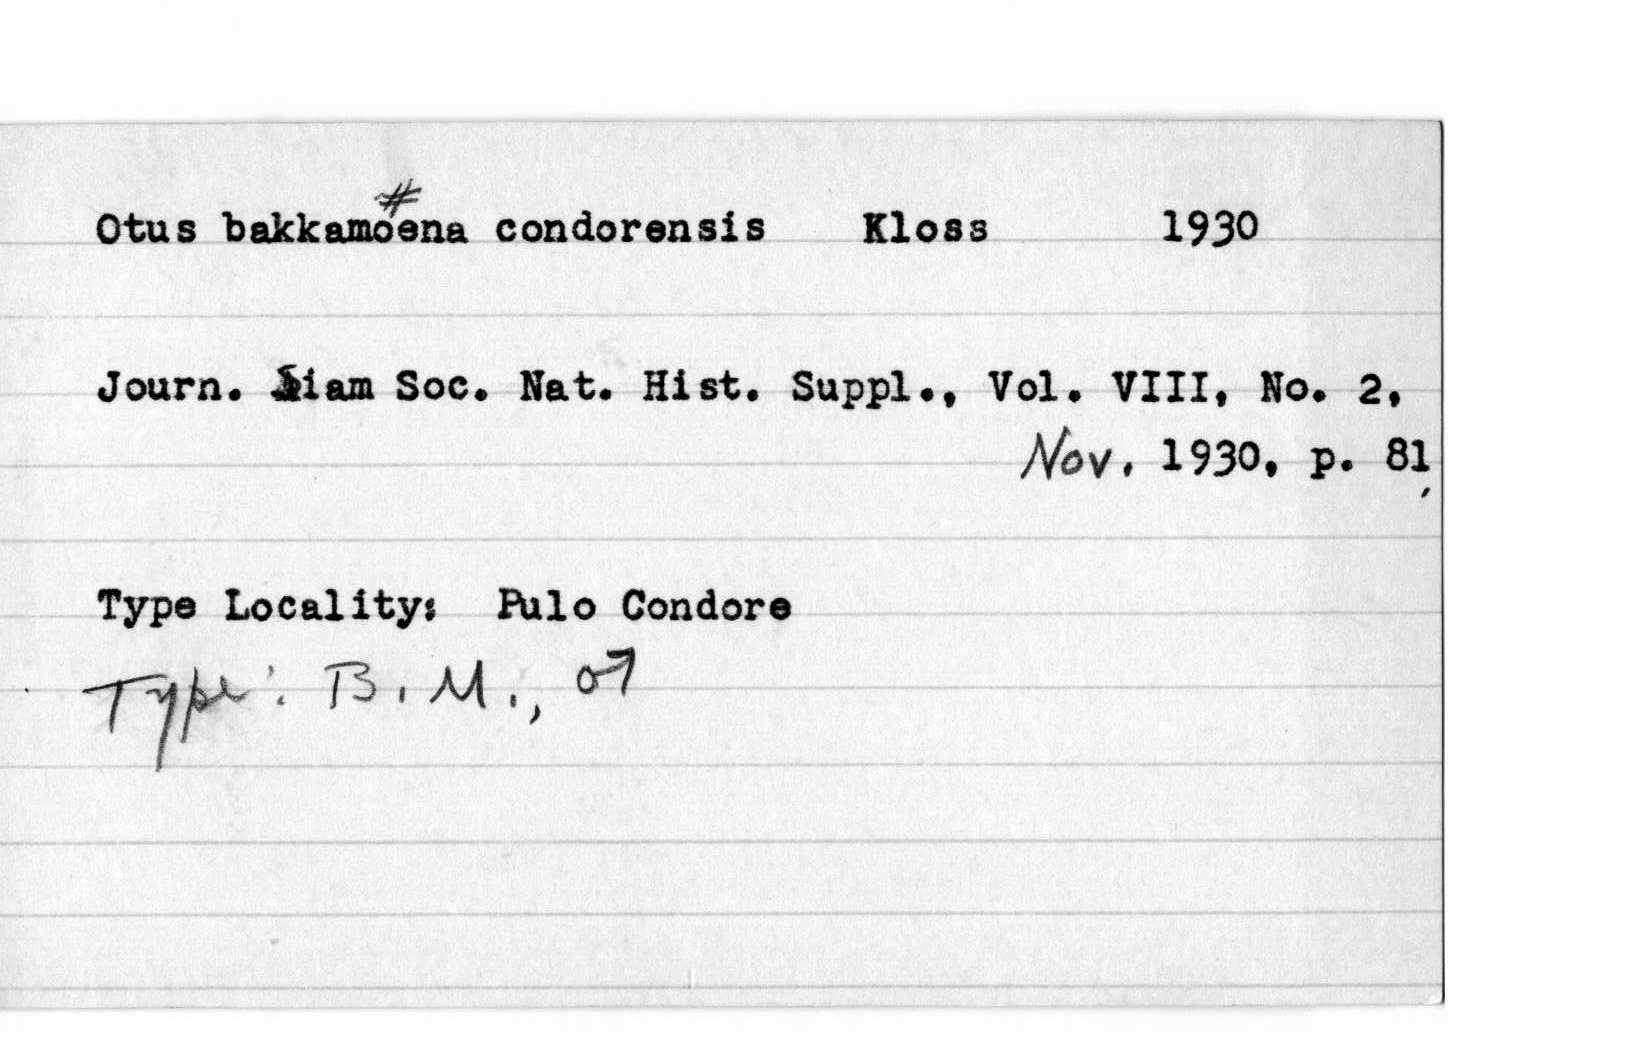 #
Otus bakkamoena condorensis Kloss 1930
Journ. Siam Soc. Nat. Hist. Suppl., Vol. VIII, No. 2,
Nov. 1930, p. 81,
Type Locality: Pulo Condore
Type: B.M., ♂